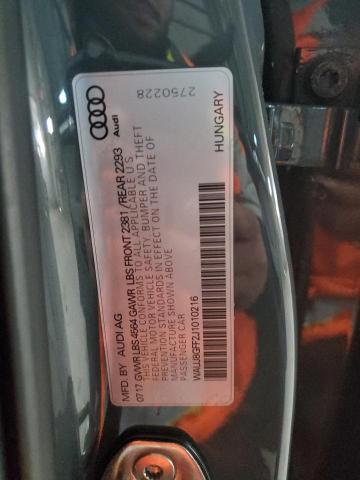 MFD. BY AUDI AG
07 17 GVWR LBS 4564 GAWR LBS FRONT 2381 / REAR 2293
THIS VEHICLE CONFORMS TO ALL APPLICABLE U S
FEDERAL MOTOR VEHICLE SAFETY, BUMPER AND THEFT
PREVENTION STANDARDS IN EFFECT ON THE DATE OF
MANUFACTURE SHOWN ABOVE.
PASSENGER CAR
WAUJ8GFF2J1010216
HUNGARY
Audi
2750228